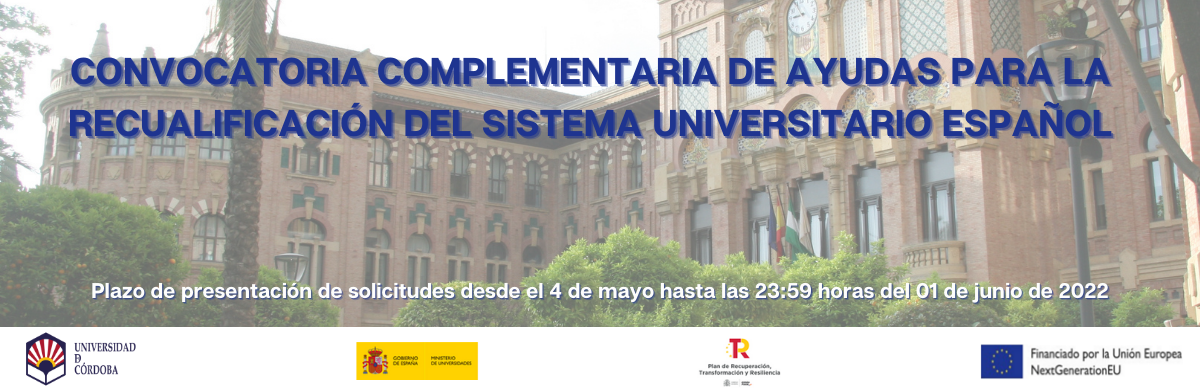 CONVOCATORIA COMPLEMENTARIA DE AYUDAS PARA LA
RECUALIFICACIÓN DEL SISTEMA UNIVERSITARIO ESPAÑOL
Plazo de presentación de solicitudes desde el 4 de mayo hasta las 23:59 horas del 01 de junio de 2022
UNIVERSIDAD
D
CÓRDOBA
GOBIERNO
DE ESPAÑA
MINISTERIO
DE UNIVERSIDADES
Plan de Recuperación,
Transformación y Resiliencia
Financiado por la Unión Europea
NextGenerationEU